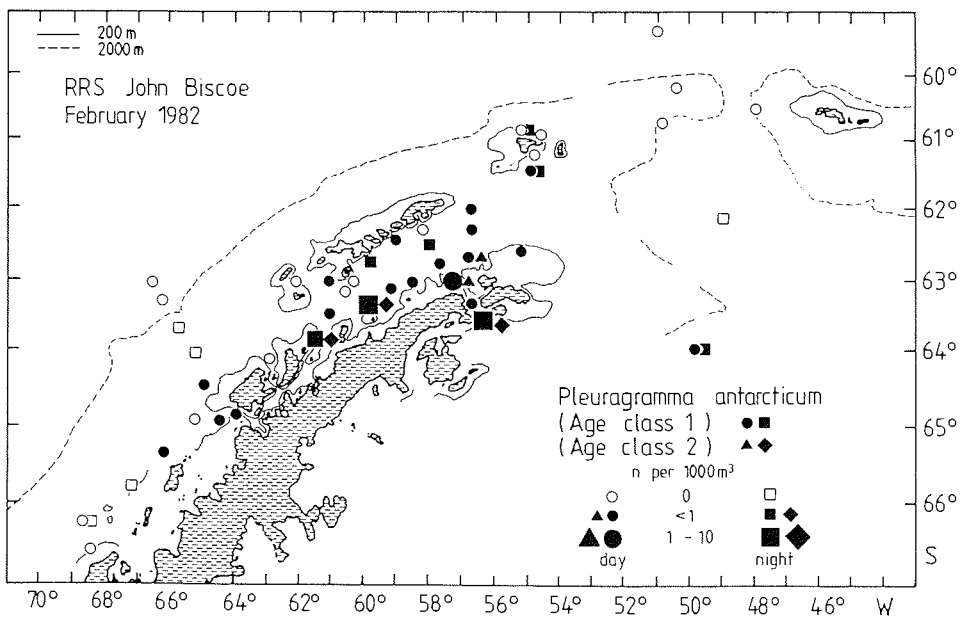 200 m
2000 m
RRS John Biscoe
February 1982
60°
61°
62°
63°
64°
65°
66°
S
Pleuragramma antarcticum
(Age class 1)
(Age class 2)
n per 1000m³
0
<1
1 - 10
day night
70° 68° 66° 64° 62° 60° 58° 56° 54° 52° 50° 48° 46° W